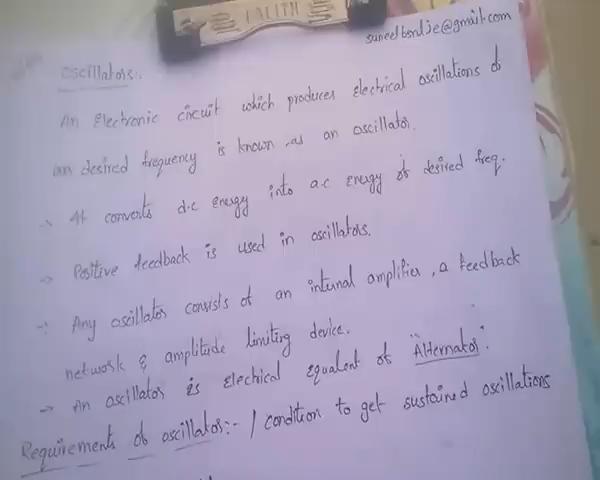 LALITH
suneelbondje@gmail.com
oscillators:-
An Electronic circuit which produces Electrical oscillations of
an desired frequency is known as an oscillator.
→ It converts d.c energy into a.c energy of desired freq.
→ Positive feedback is used in oscillators.
→ Any oscillator consists of an internal amplifier, a feedback
network & amplitude limiting device.
→ An oscillator is electrical equalent of "Alternator".
Requirements of oscillators:- / condition to get sustained oscillations